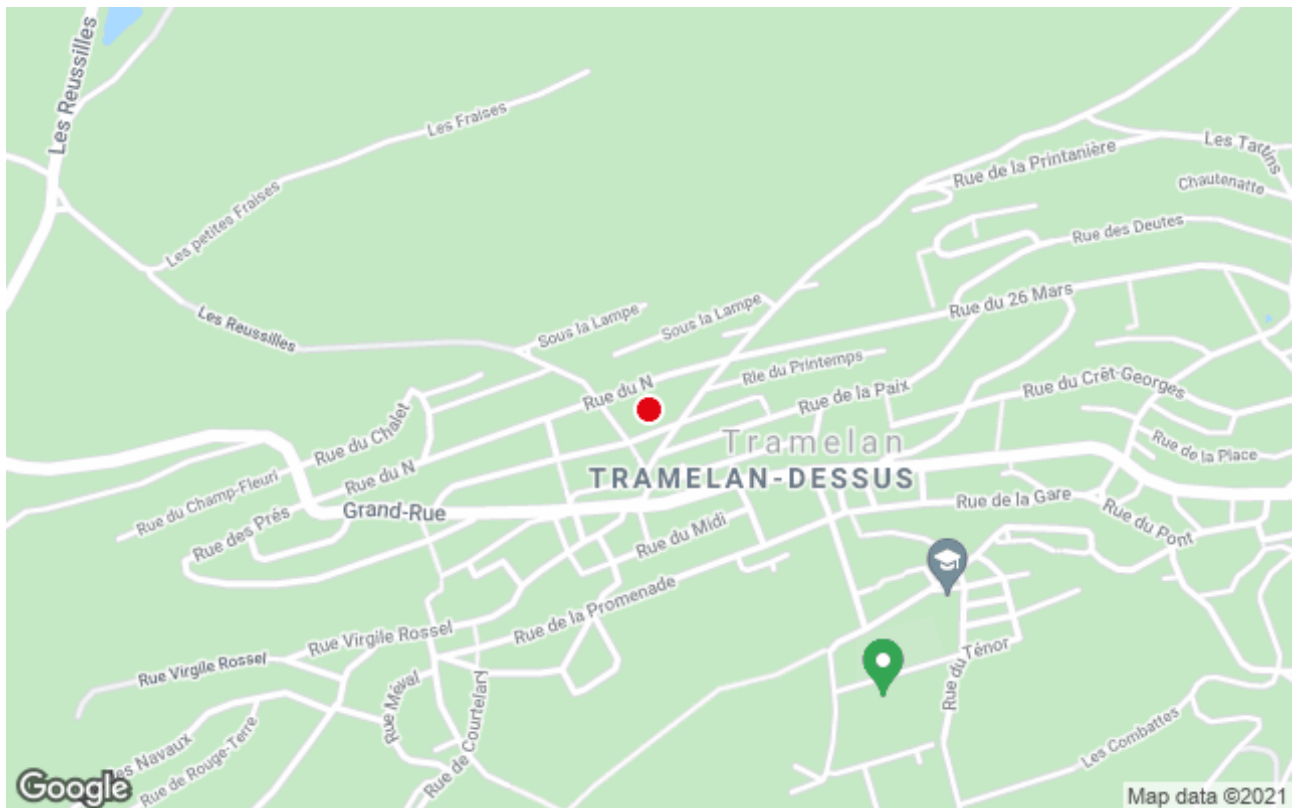 Les Reussilles
Les Fraises
Les petites Fraises
Les Reussilles
Rue de la Printanière
Les Tartins
Chautenatte
Rue des Deutes
Rue du 26 Mars
Sous la Lampe
Sous la Lampe
Rle du Printemps
Rue du N
Rue de la Paix
Rue du Crêt-Georges
Rue du Chalet
Tramelan
TRAMELAN-DESSUS
Rue de la Place
Rue du Champ-Fleuri
Rue du N
Grand-Rue
Rue de la Gare
Rue du Pont
Rue des Prés
Rue du Midi
Rue de la Promenade
Rue Virgile Rossel
Rue Virgile Rossel
Rue du Ténor
Rue Méval
Rue de Courtelary
Les Combattes
Les Navaux
Rue de Rouge-Terre
Google
Map data ©2021